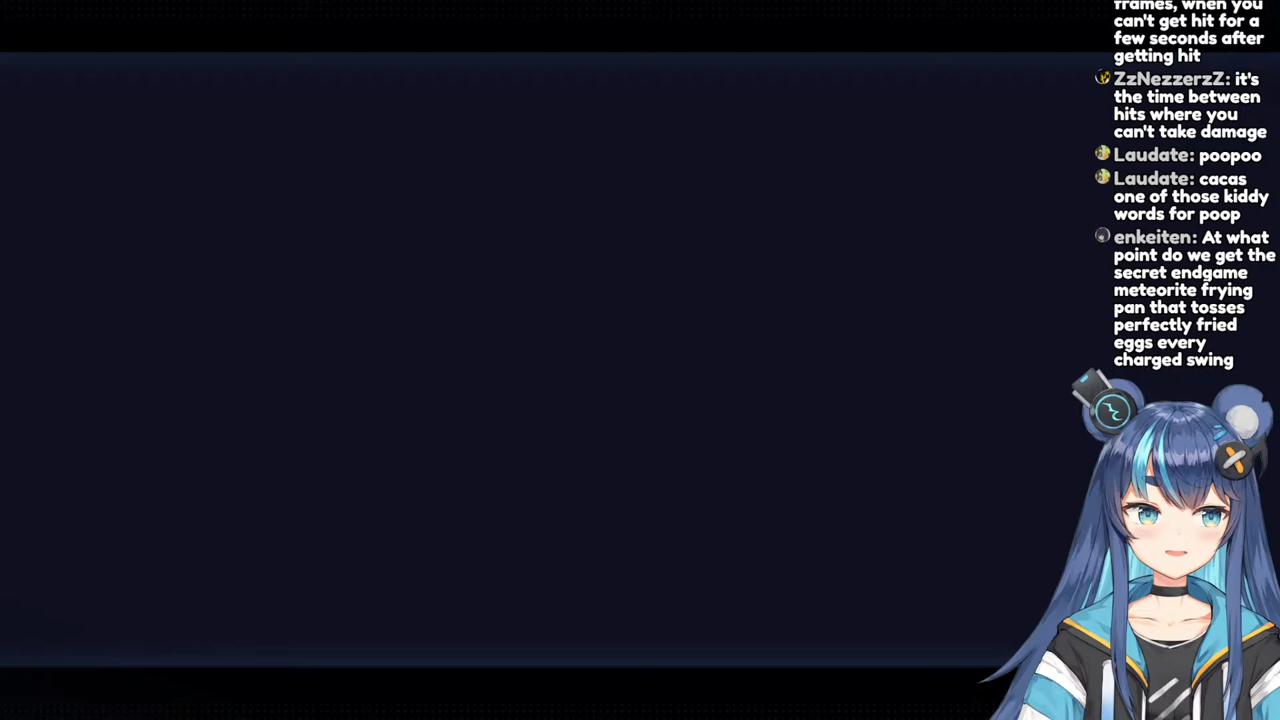 frames, when you
can't get hit for a
few seconds after
getting hit
ZzNezzerzZ: it's
the time between
hits where you
can't take damage
Laudate: poopoo
Laudate: cacas
one of those kiddy
words for poop
enkeiten: At what
point do we get the
secret endgame
meteorite frying
pan that tosses
perfectly fried
eggs every
charged swing